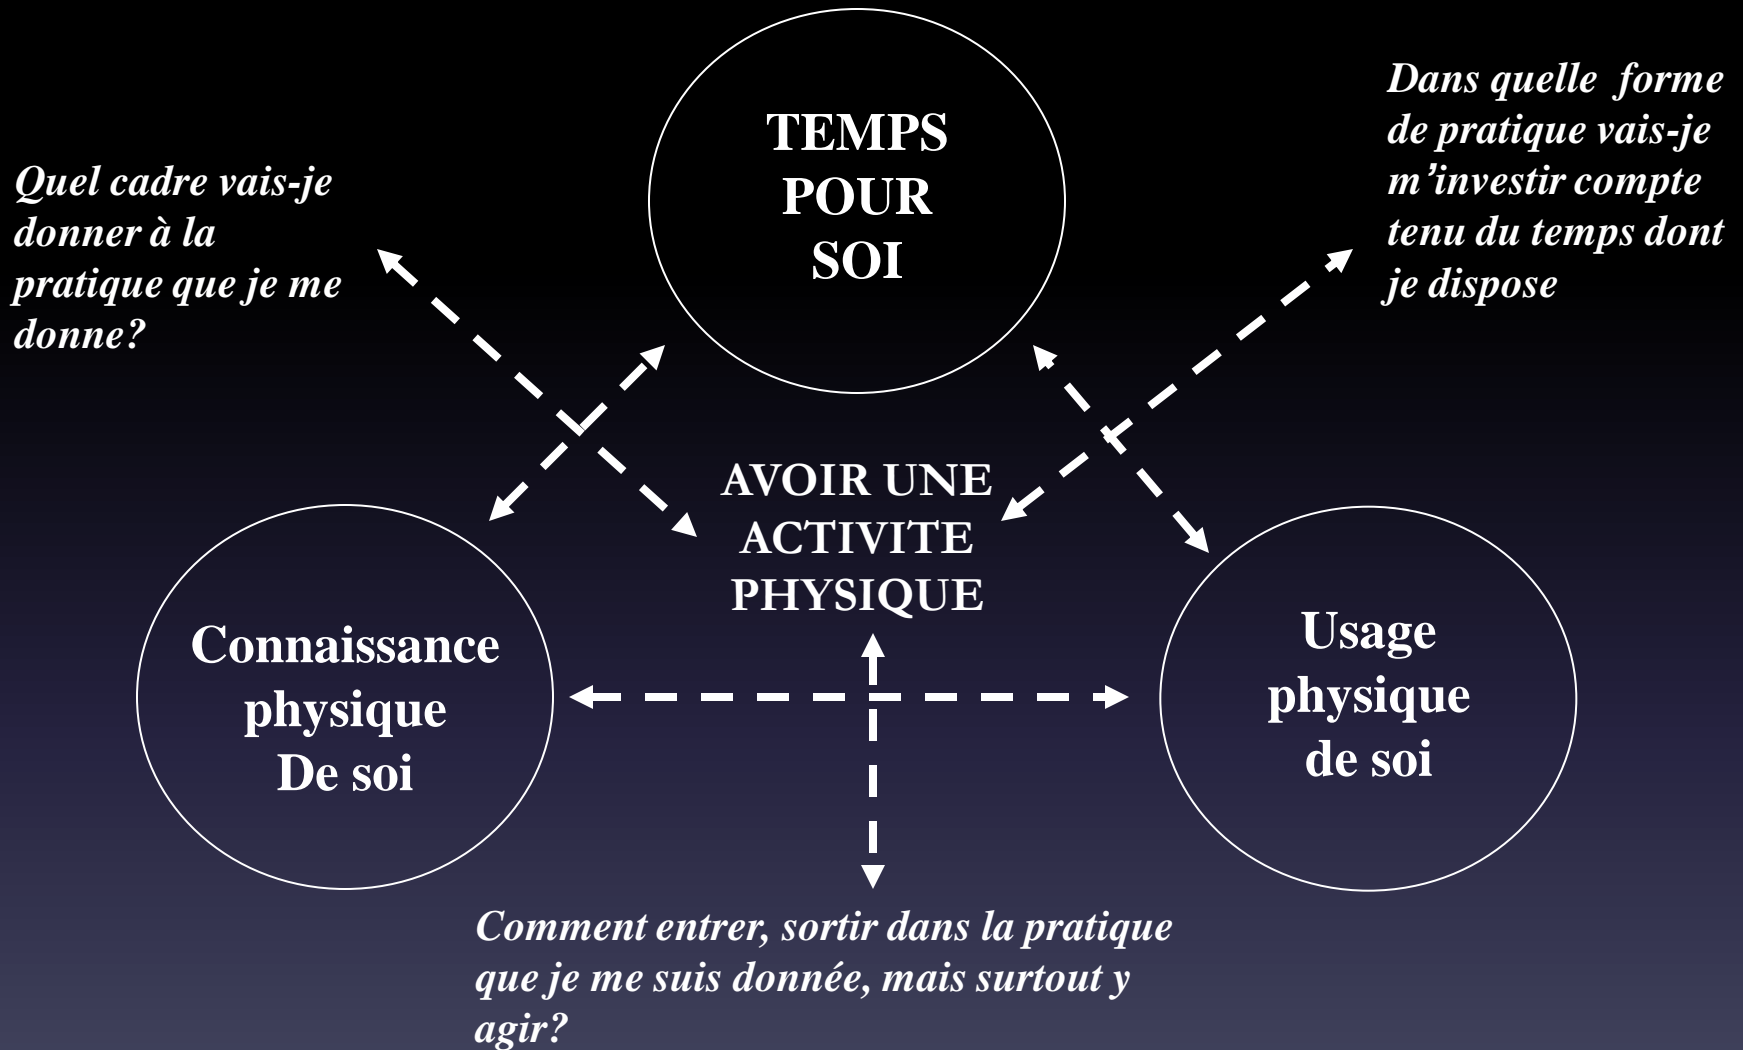 TEMPS
POUR
SOI
Quel cadre vais-je
donner à la
pratique que je me
donne?
Dans quelle forme
de pratique vais-je
m’investir compte
tenu du temps dont
je dispose
AVOIR UNE
ACTIVITE
PHYSIQUE
Connaissance
physique
De soi
Usage
physique
de soi
Comment entrer, sortir dans la pratique
que je me suis donnée, mais surtout y
agir?